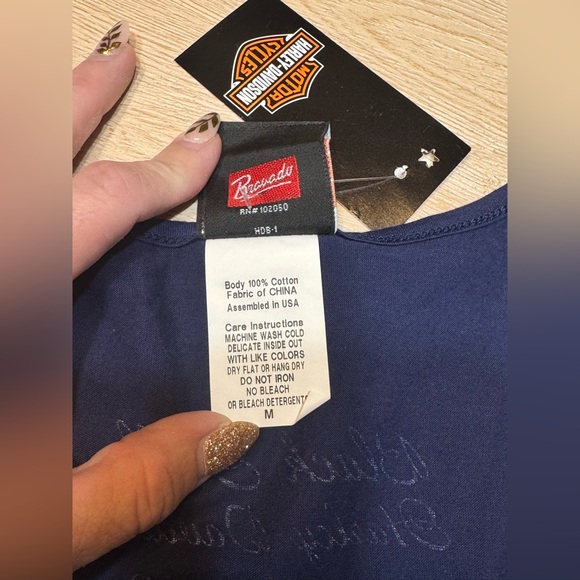 MOTOR
HARLEY-DAVIDSON
CYCLES
Bravado
RN# 102050
HDS-1
Body 100% Cotton
Fabric of CHINA
Assembled in USA
Care Instructions
MACHINE WASH COLD
DELICATE INSIDE OUT
WITH LIKE COLORS
DRY FLAT OR HANG DRY
DO NOT IRON
NO BLEACH
OR BLEACH DETERGENT
M
Black
Harley